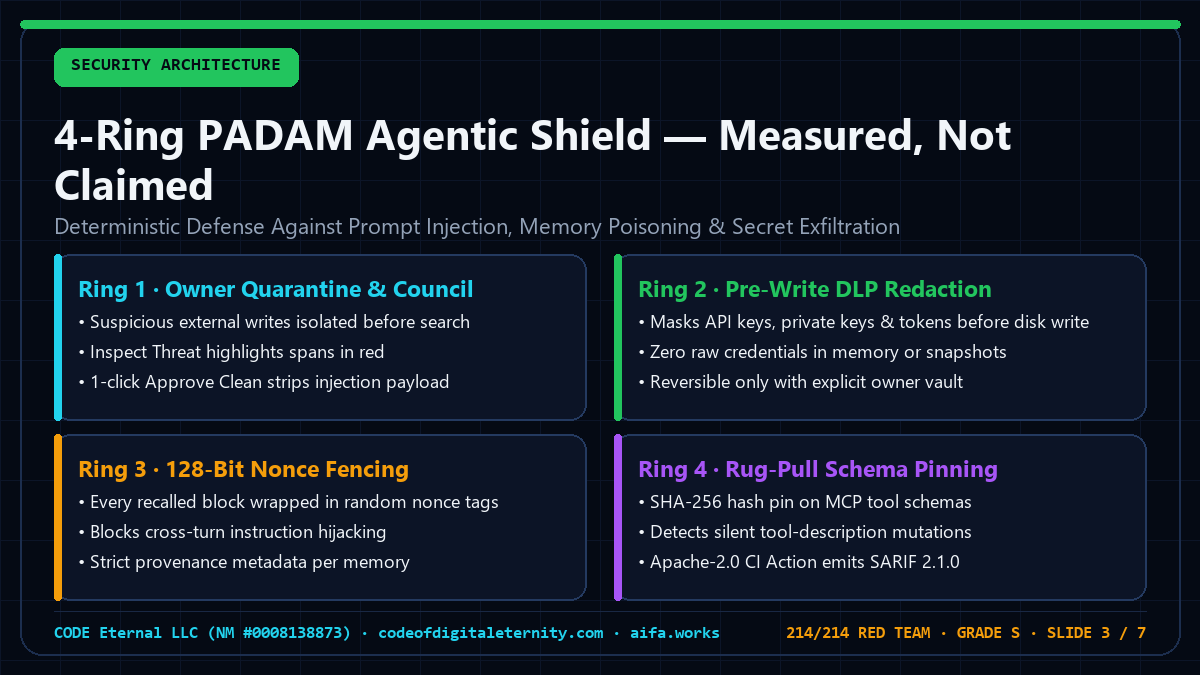 SECURITY ARCHITECTURE
4-Ring PADAM Agentic Shield — Measured, Not
Claimed
Deterministic Defense Against Prompt Injection, Memory Poisoning & Secret Exfiltration
Ring 1 · Owner Quarantine & Council
• Suspicious external writes isolated before search
• Inspect Threat highlights spans in red
• 1-click Approve Clean strips injection payload
Ring 2 · Pre-Write DLP Redaction
• Masks API keys, private keys & tokens before disk write
• Zero raw credentials in memory or snapshots
• Reversible only with explicit owner vault
Ring 3 · 128-Bit Nonce Fencing
• Every recalled block wrapped in random nonce tags
• Blocks cross-turn instruction hijacking
• Strict provenance metadata per memory
Ring 4 · Rug-Pull Schema Pinning
• SHA-256 hash pin on MCP tool schemas
• Detects silent tool-description mutations
• Apache-2.0 CI Action emits SARIF 2.1.0
CODE Eternal LLC (NM #0008138873) · codeofdigitaleternity.com · aifa.works
214/214 RED TEAM · GRADE S · SLIDE 3 / 7